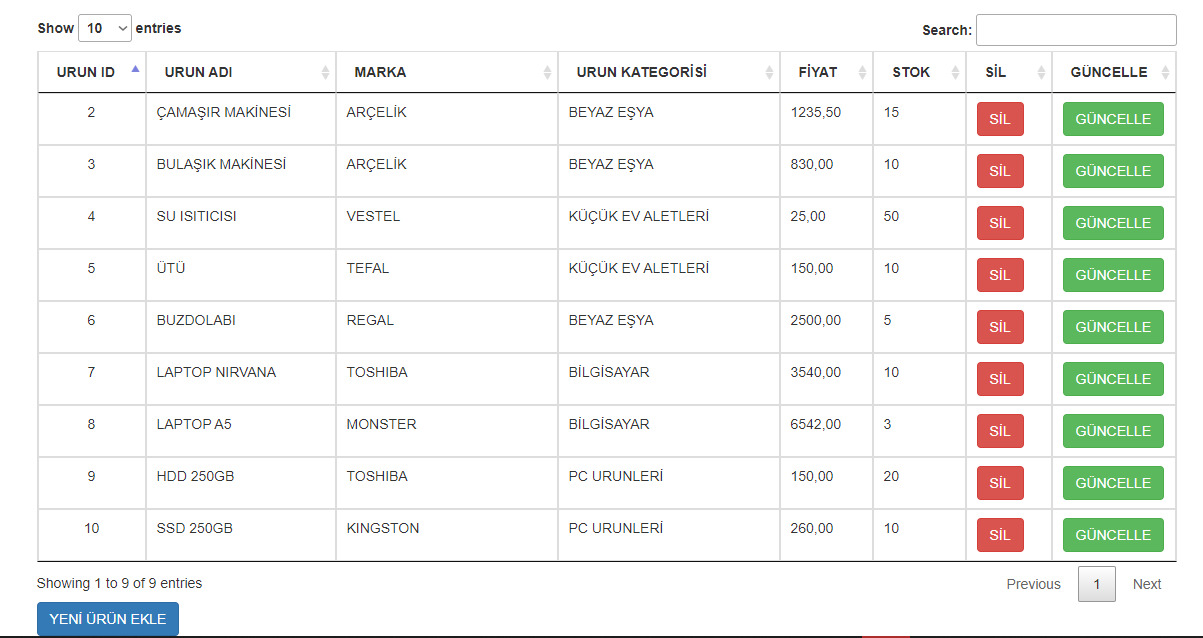 Show 10 entries Search:
URUN ID URUN ADI MARKA URUN KATEGORİSİ FİYAT STOK SİL GÜNCELLE
2 ÇAMAŞIR MAKİNESİ ARÇELİK BEYAZ EŞYA 1235,50 15 SİL GÜNCELLE
3 BULAŞIK MAKİNESİ ARÇELİK BEYAZ EŞYA 830,00 10 SİL GÜNCELLE
4 SU ISITICISI VESTEL KÜÇÜK EV ALETLERİ 25,00 50 SİL GÜNCELLE
5 ÜTÜ TEFAL KÜÇÜK EV ALETLERİ 150,00 10 SİL GÜNCELLE
6 BUZDOLABI REGAL BEYAZ EŞYA 2500,00 5 SİL GÜNCELLE
7 LAPTOP NIRVANA TOSHIBA BİLGİSAYAR 3540,00 10 SİL GÜNCELLE
8 LAPTOP A5 MONSTER BİLGİSAYAR 6542,00 3 SİL GÜNCELLE
9 HDD 250GB TOSHIBA PC URUNLERİ 150,00 20 SİL GÜNCELLE
10 SSD 250GB KINGSTON PC URUNLERİ 260,00 10 SİL GÜNCELLE
Showing 1 to 9 of 9 entries Previous 1 Next
YENİ ÜRÜN EKLE